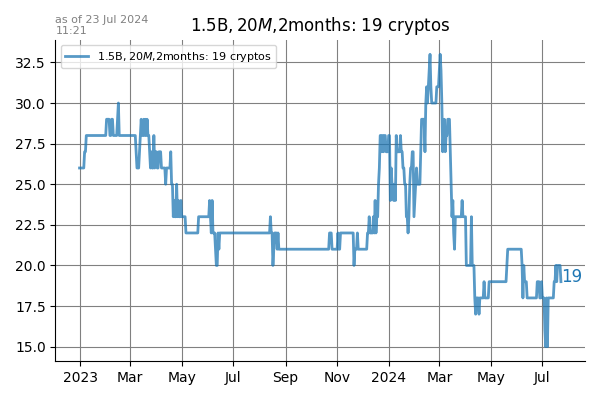 as of 23 Jul 2024
11:21
1.5B, 20M,2months: 19 cryptos
1.5B, 20M,2months: 19 cryptos
32.5
30.0
27.5
25.0
22.5
20.0
17.5
15.0
19
2023 Mar May Jul Sep Nov 2024 Mar May Jul